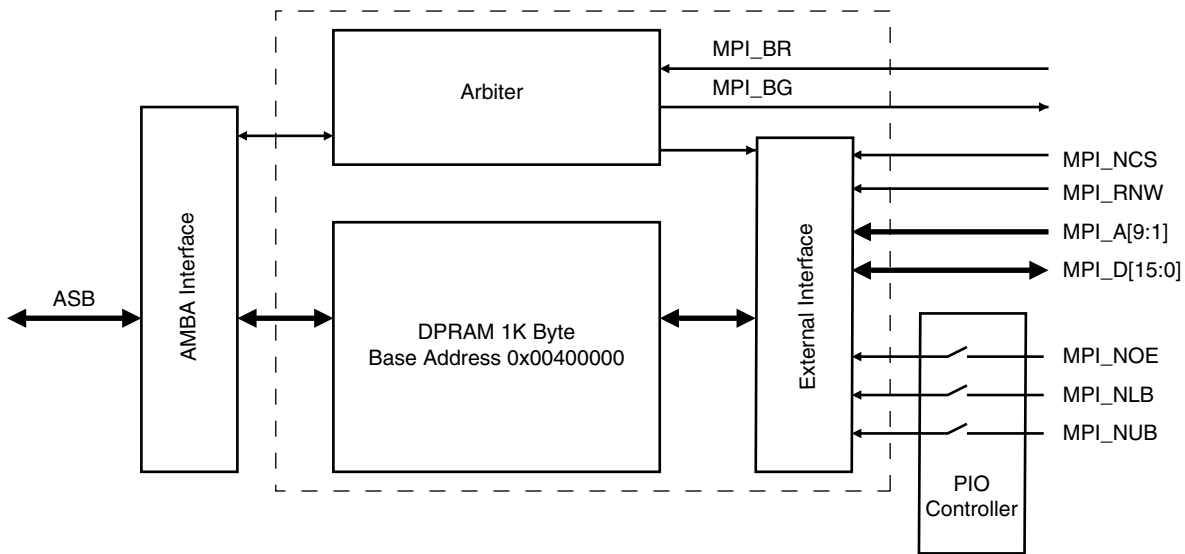 MPI_BR
Arbiter
MPI_BG
MPI_NCS
MPI_RNW
MPI_A[9:1]
MPI_D[15:0]
ASB
AMBA Interface
DPRAM 1K Byte
Base Address 0x00400000
External Interface
MPI_NOE
MPI_NLB
MPI_NUB
PIO
Controller